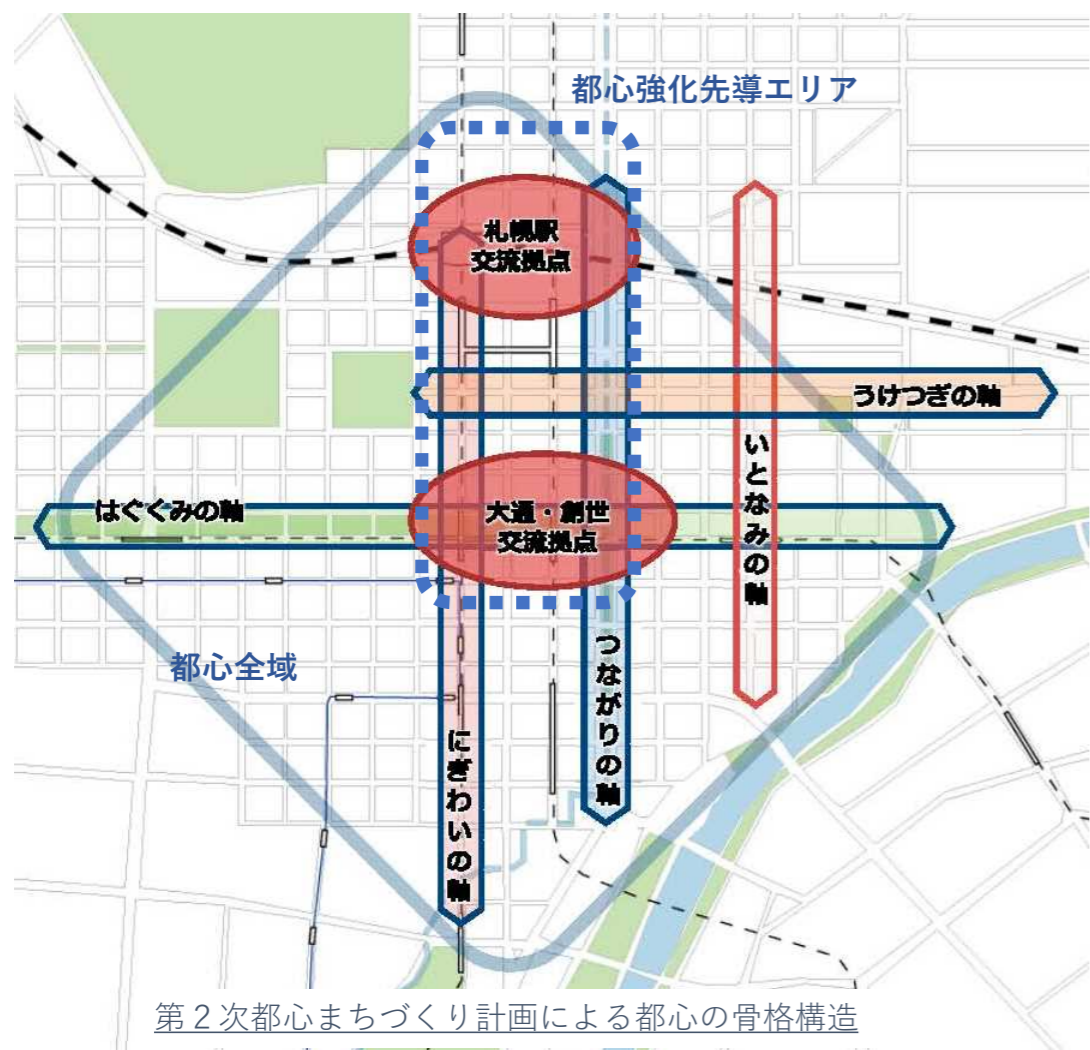 都心強化先導エリア
札幌駅
交流拠点
うけつぎの軸
いとなみの軸
はぐくみの軸
大通・創世
交流拠点
つながりの軸
都心全域
にぎわいの軸
第２次都心まちづくり計画による都心の骨格構造